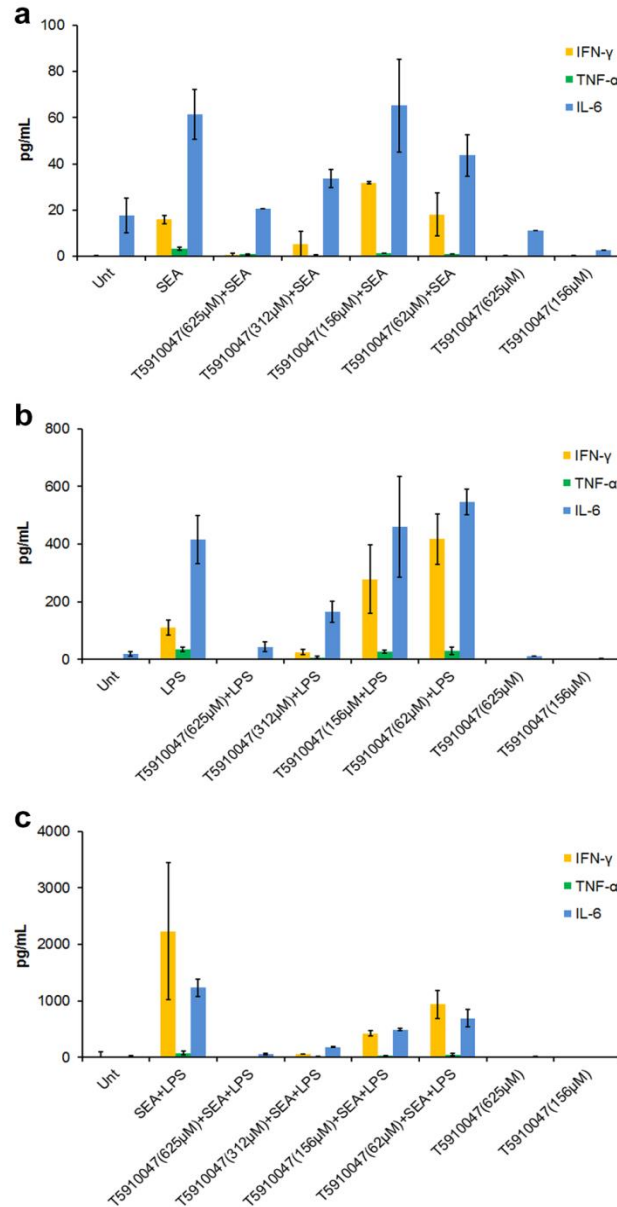 a
100
80
60
40
20
0
pg/mL
IFN-γ
TNF-α
IL-6
Unt
SEA
T5910047(625µM)+SEA
T5910047(312µM)+SEA
T5910047(156µM)+SEA
T5910047(62µM)+SEA
T5910047(625µM)
T5910047(156µM)
b
800
600
400
200
0
pg/mL
IFN-γ
TNF-α
IL-6
Unt
LPS
T5910047(625µM)+LPS
T5910047(312µM)+LPS
T5910047(156µM+LPS
T5910047(62µM)+LPS
T5910047(625µM)
T5910047(156µM)
c
4000
3000
2000
1000
0
pg/mL
IFN-γ
TNF-α
IL-6
Unt
SEA+LPS
T5910047(625µM)+SEA+LPS
T5910047(312µM)+SEA+LPS
T5910047(156µM)+SEA+LPS
T5910047(62µM)+SEA+LPS
T5910047(625µM)
T5910047(156µM)